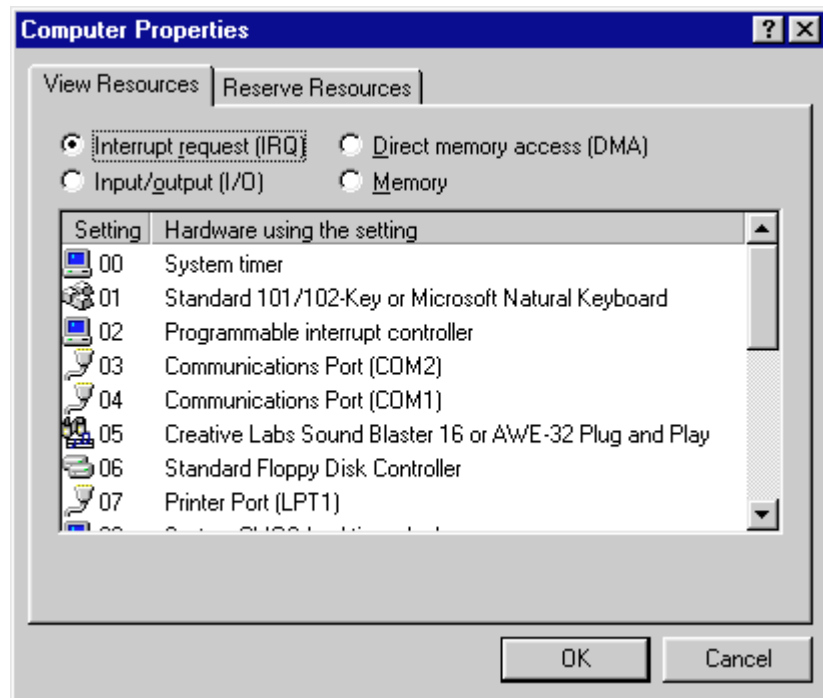 Computer Properties
View Resources Reserve Resources
Interrupt request (IRQ) Direct memory access (DMA)
Input/output (I/O) Memory
Setting Hardware using the setting
00 System timer
01 Standard 101/102-Key or Microsoft Natural Keyboard
02 Programmable interrupt controller
03 Communications Port (COM2)
04 Communications Port (COM1)
05 Creative Labs Sound Blaster 16 or AWE-32 Plug and Play
06 Standard Floppy Disk Controller
07 Printer Port (LPT1)
OK Cancel